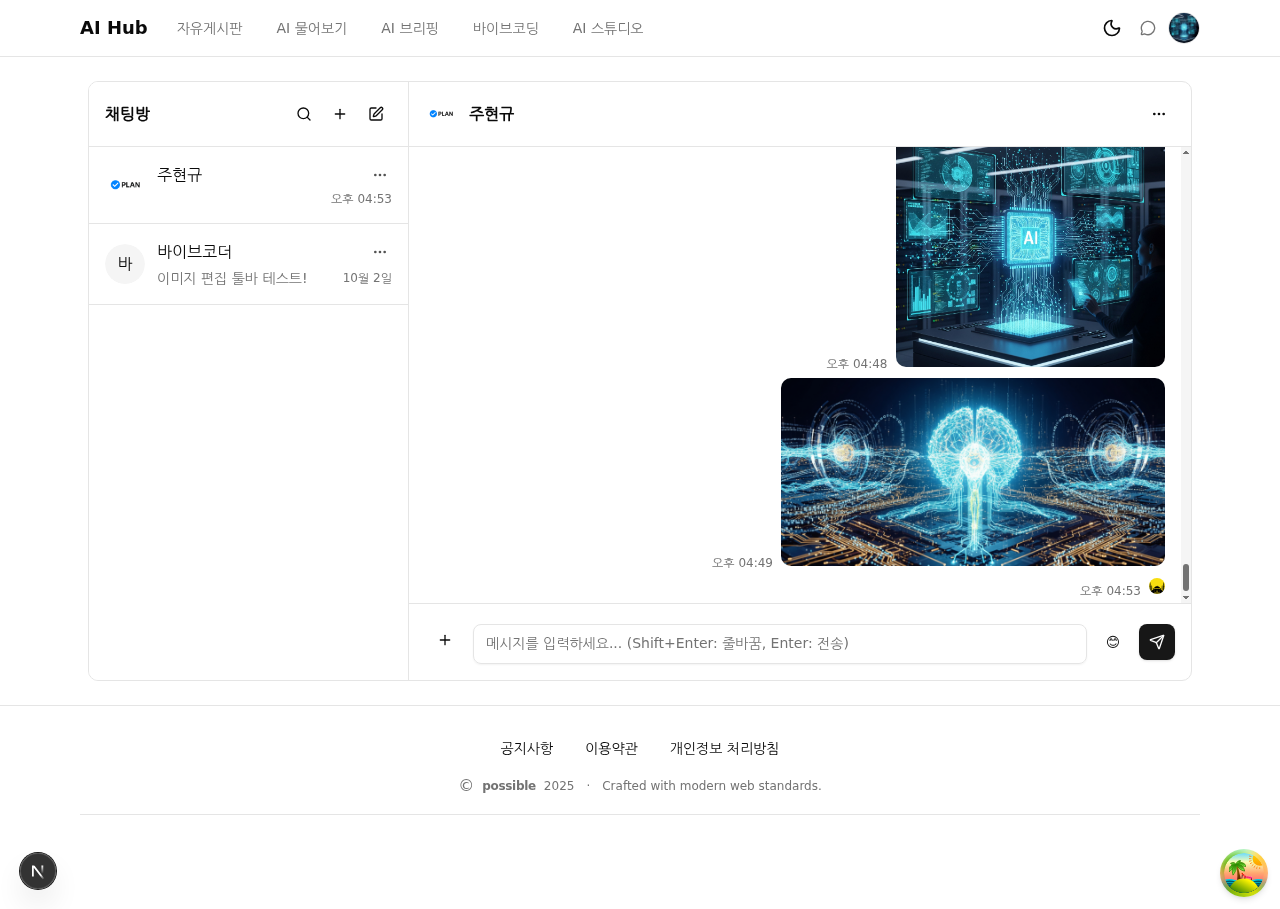 AI Hub 자유게시판 AI 물어보기 AI 브리핑 바이브코딩 AI 스튜디오
채팅방
PLAN 주현규
오후 04:53
바 바이브코더
이미지 편집 툴바 테스트! 10월 2일
PLAN 주현규
AI
오후 04:48
오후 04:49
오후 04:53
메시지를 입력하세요... (Shift+Enter: 줄바꿈, Enter: 전송)
공지사항 이용약관 개인정보 처리방침
© possible 2025 · Crafted with modern web standards.
N